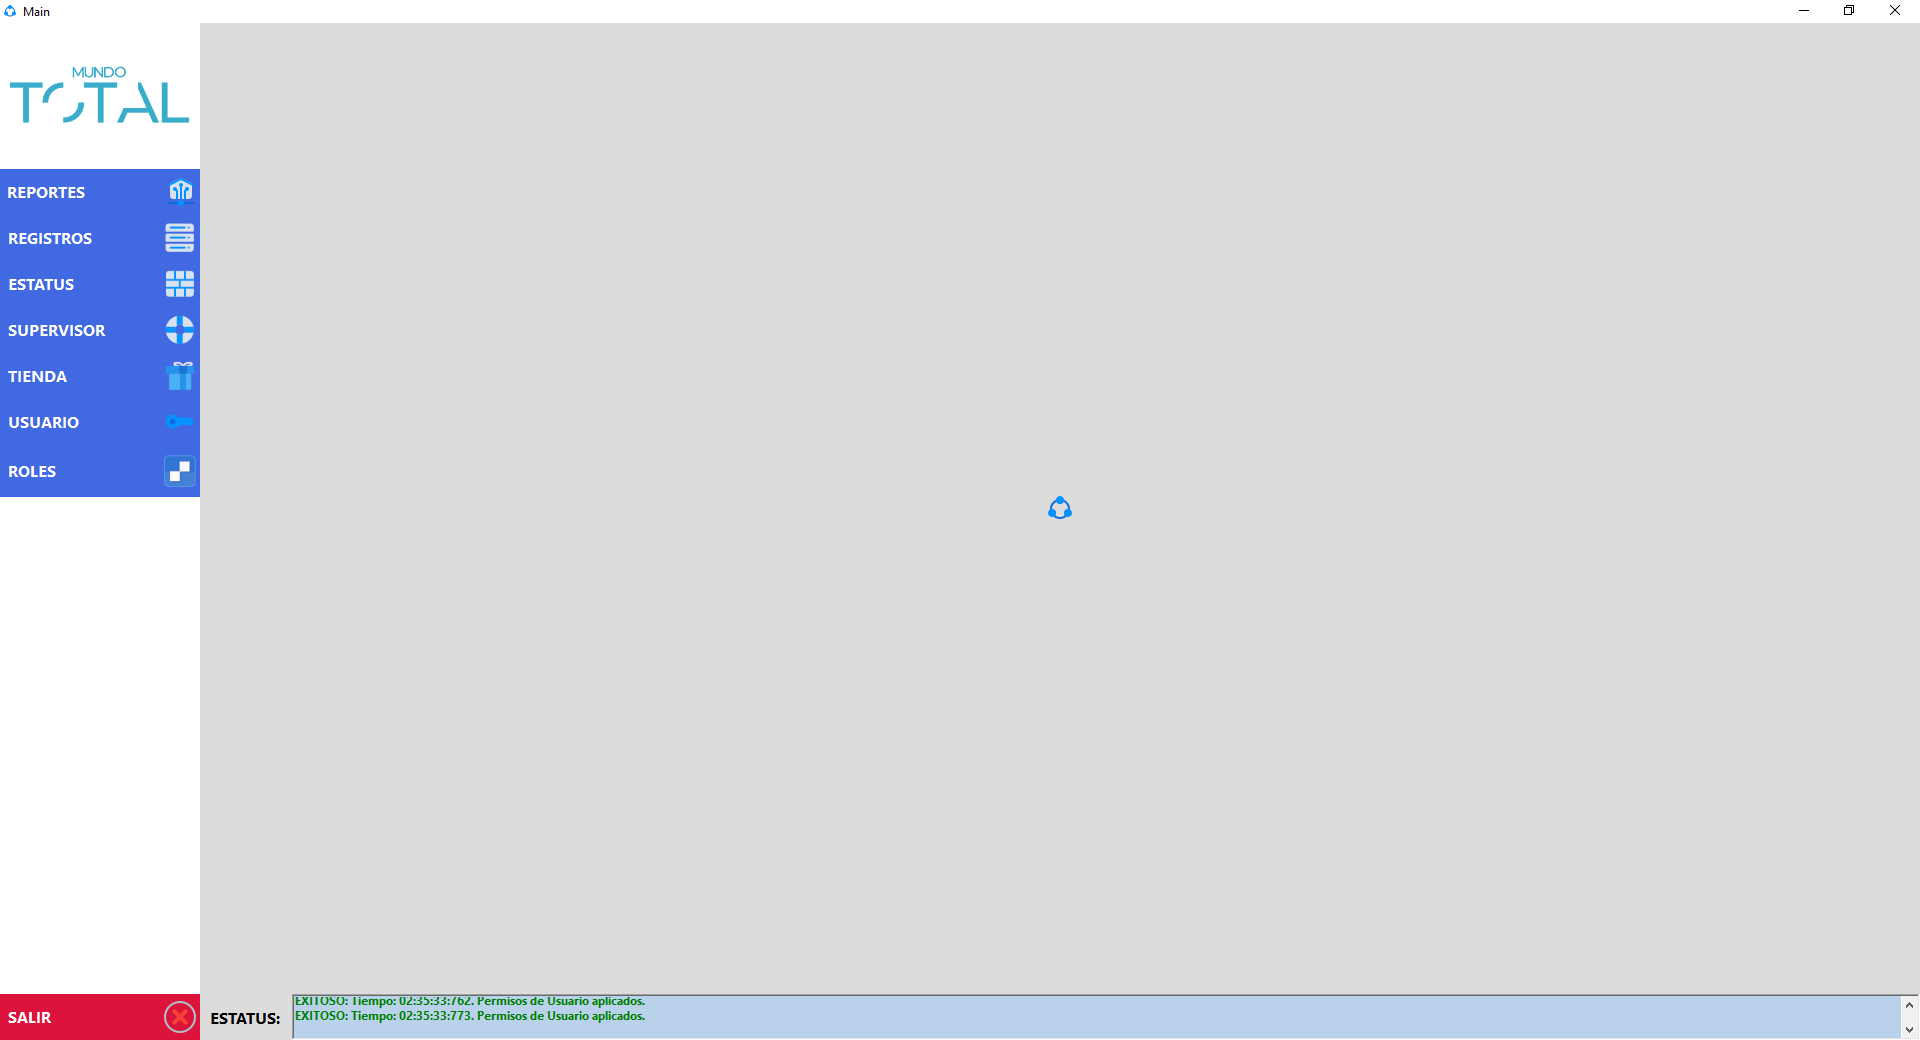 Main
MUNDO
TOTAL
REPORTES
REGISTROS
ESTATUS
SUPERVISOR
TIENDA
USUARIO
ROLES
SALIR
ESTATUS:
EXITOSO: Tiempo: 02:35:33:762. Permisos de Usuario aplicados.
EXITOSO: Tiempo: 02:35:33:773. Permisos de Usuario aplicados.